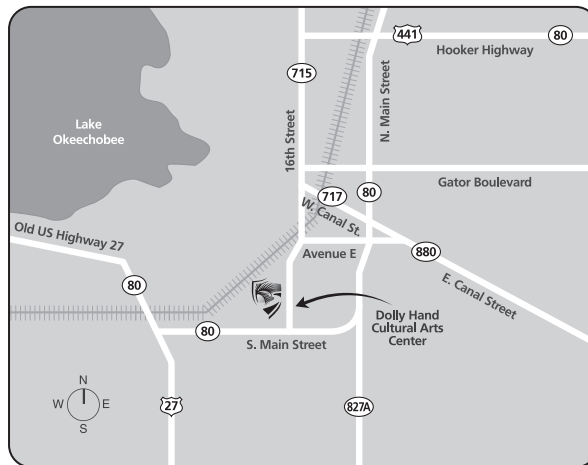 441
80
Hooker Highway
715
N. Main Street
16th Street
Lake
Okeechobee
Gator Boulevard
717
80
W. Canal St.
Old US Highway 27
Avenue E
880
E. Canal Street
80
Dolly Hand
Cultural Arts
Center
80
S. Main Street
N
W E
S
27
827A